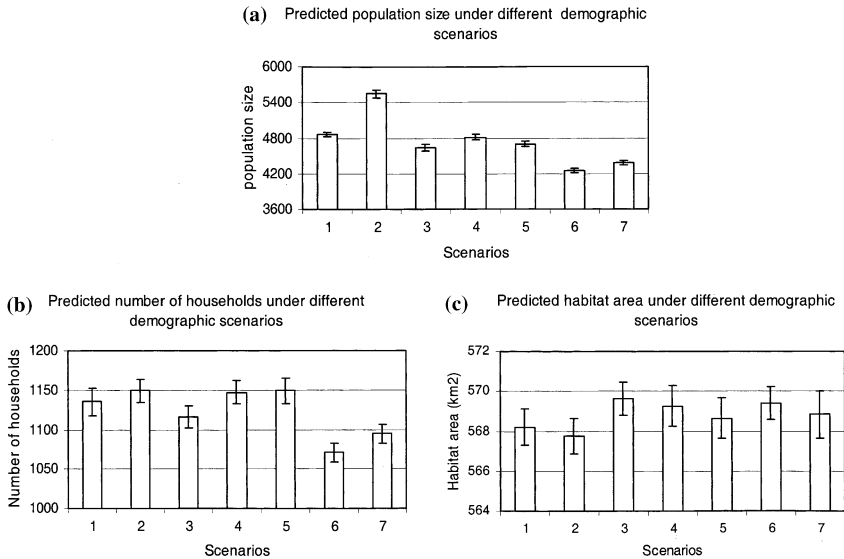 (a) Predicted population size under different demographic
scenarios
6000
5400
4800
4200
3600
population size
1 2 3 4 5 6 7
Scenarios
(b) Predicted number of households under different
demographic scenarios
1200
1150
1100
1050
1000
Number of households
1 2 3 4 5 6 7
Scenarios
(c) Predicted habitat area under different demographic
scenarios
572
570
568
566
564
Habitat area (km2)
1 2 3 4 5 6 7
Scenarios